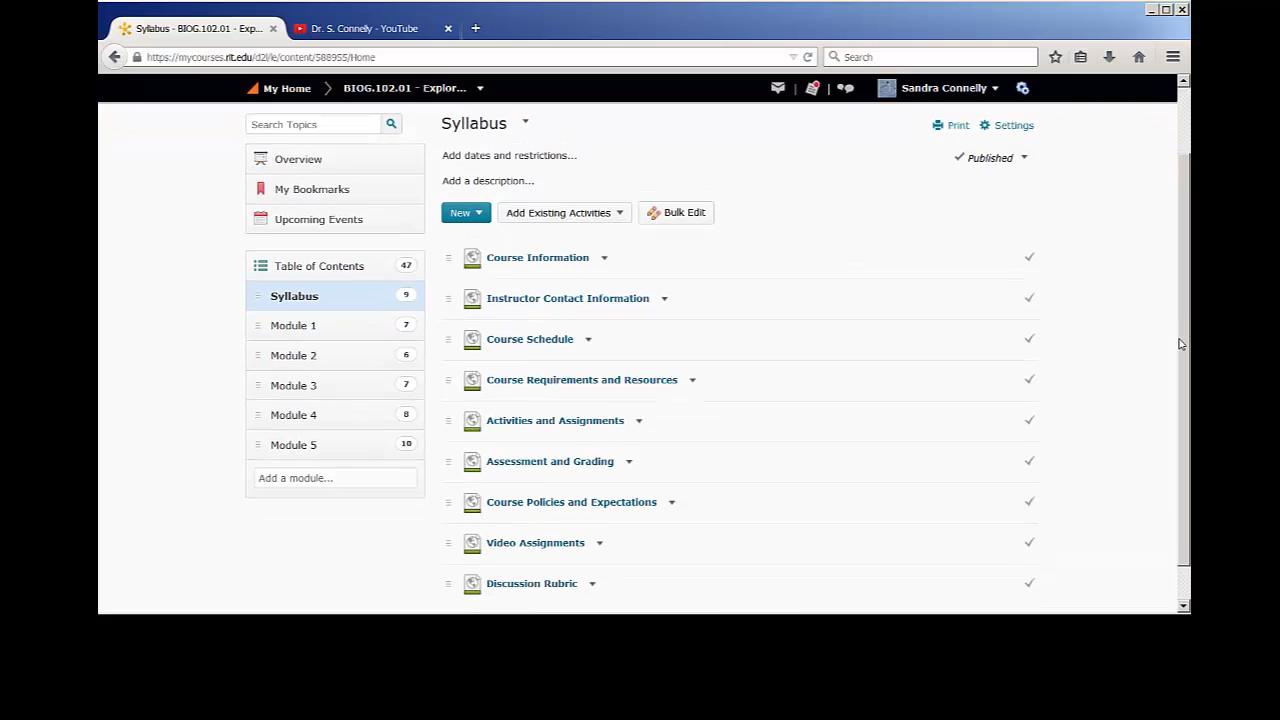 Syllabus - BIOG.102.01 - Exp...
Dr. S. Connelly - YouTube
https://mycourses.rit.edu/d2l/le/content/588955/Home
Search
My Home
BIOG.102.01 - Explor...
Sandra Connelly
Search Topics
Syllabus
Print
Settings
Overview
Add dates and restrictions...
Published
My Bookmarks
Add a description...
Upcoming Events
New
Add Existing Activities
Bulk Edit
Table of Contents 47
Syllabus 9
Module 1 7
Module 2 6
Module 3 7
Module 4 8
Module 5 10
Add a module...
Course Information
Instructor Contact Information
Course Schedule
Course Requirements and Resources
Activities and Assignments
Assessment and Grading
Course Policies and Expectations
Video Assignments
Discussion Rubric